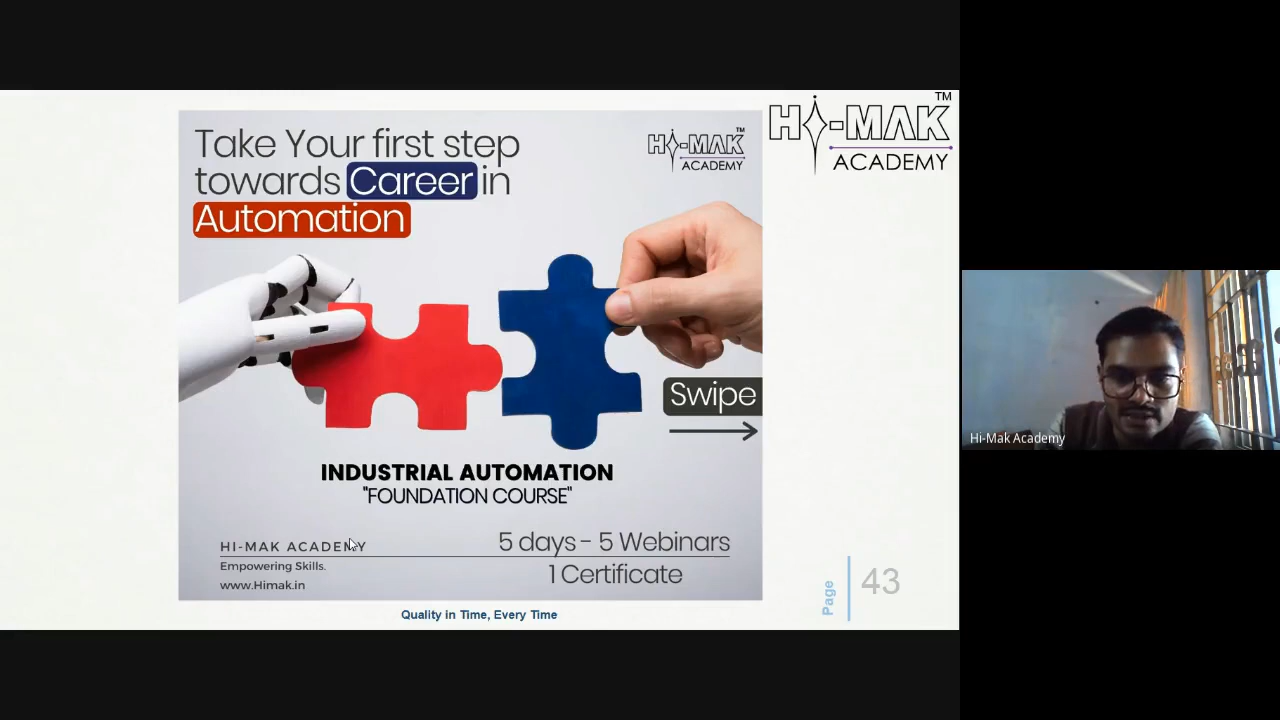 Take Your first step
towards Career in
Automation
HI-MAK TM
ACADEMY
HI-MAK TM
ACADEMY
Swipe
INDUSTRIAL AUTOMATION
"FOUNDATION COURSE"
HI-MAK ACADEMY
Empowering Skills.
www.Himak.in
5 days - 5 Webinars
1 Certificate
Page 43
Quality in Time, Every Time
Hi-Mak Academy